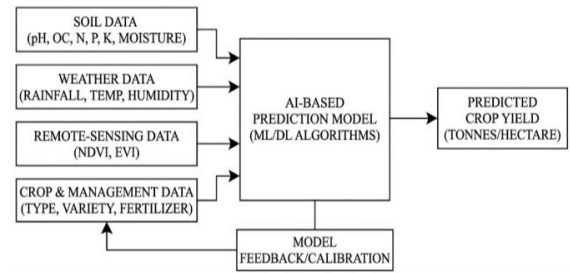 SOIL DATA
(pH, OC, N, P, K, MOISTURE)
WEATHER DATA
(RAINFALL, TEMP, HUMIDITY)
REMOTE-SENSING DATA
(NDVI, EVI)
CROP & MANAGEMENT DATA
(TYPE, VARIETY, FERTILIZER)
AI-BASED
PREDICTION MODEL
(ML/DL ALGORITHMS)
PREDICTED
CROP YIELD
(TONNES/HECTARE)
MODEL
FEEDBACK/CALIBRATION